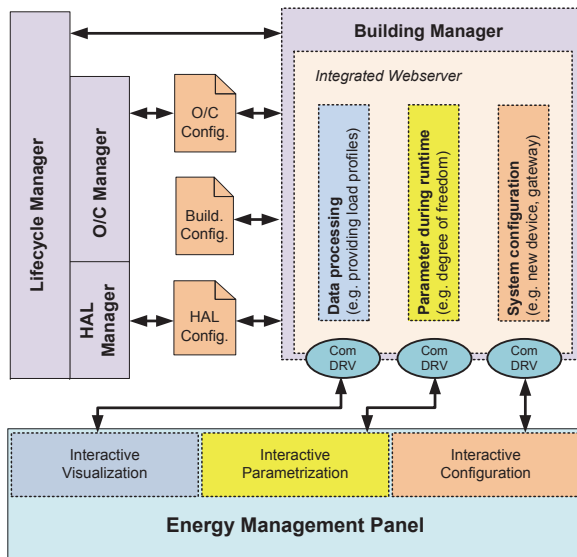 Lifecycle Manager
O/C Manager
HAL
Manager
O/C
Config.
Build.
Config.
HAL
Config.
Building Manager
Integrated Webserver
Data processing
(e.g. providing load profiles)
Parameter during runtime
(e.g. degree of freedom)
System configuration
(e.g. new device, gateway)
Com
DRV
Com
DRV
Com
DRV
Interactive
Visualization
Interactive
Parametrization
Interactive
Configuration
Energy Management Panel